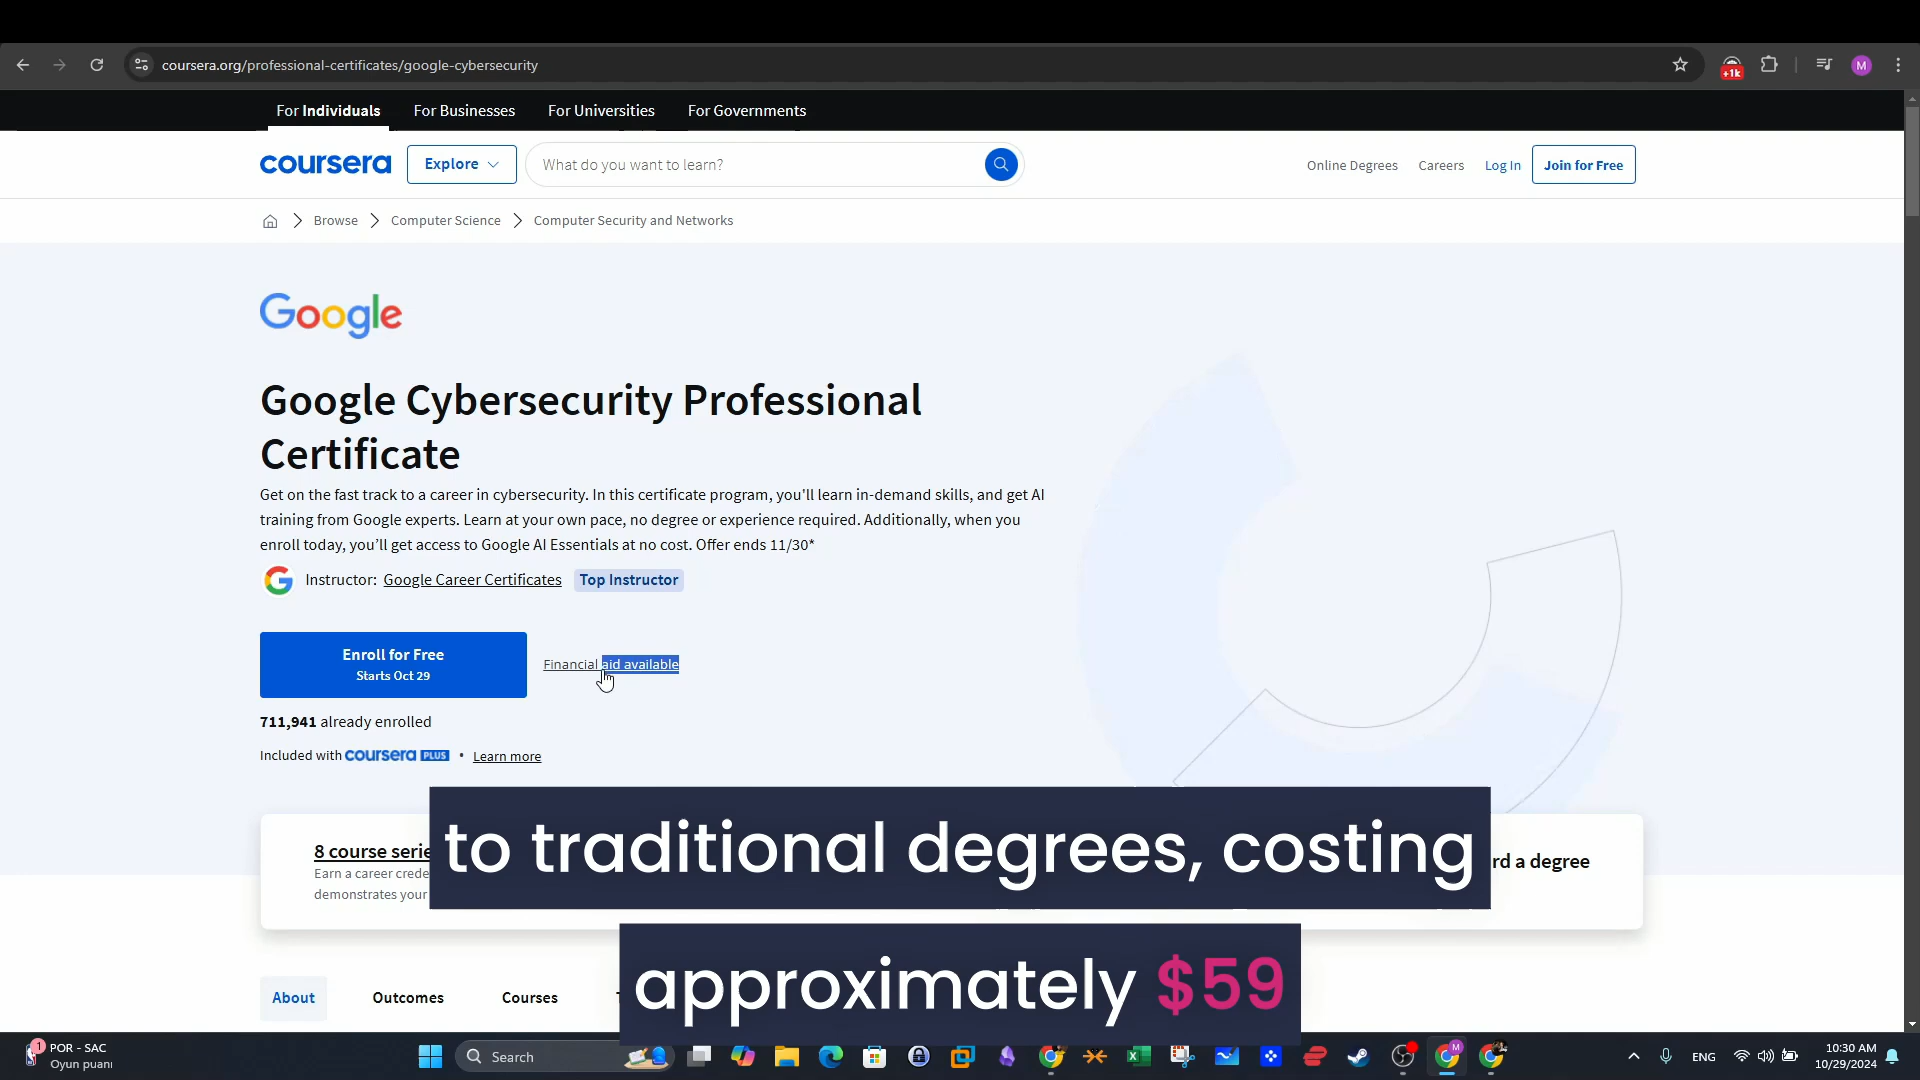 coursera.org/professional-certificates/google-cybersecurity
+1k
M
For Individuals For Businesses For Universities For Governments
coursera Explore What do you want to learn? Online Degrees Careers Log In Join for Free
Browse Computer Science Computer Security and Networks
Google
Google Cybersecurity Professional
Certificate
Get on the fast track to a career in cybersecurity. In this certificate program, you'll learn in-demand skills, and get AI
training from Google experts. Learn at your own pace, no degree or experience required. Additionally, when you
enroll today, you'll get access to Google AI Essentials at no cost. Offer ends 11/30*
Instructor: Google Career Certificates Top Instructor
Enroll for Free
Starts Oct 29
Financial aid available
711,941 already enrolled
Included with coursera PLUS • Learn more
8 course serie
Earn a career crede
demonstrates your
rd a degree
to traditional degrees, costing
approximately $59
About Outcomes Courses
1
POR - SAC
Oyun puanı
Search
M
ENG
10:30 AM
10/29/2024